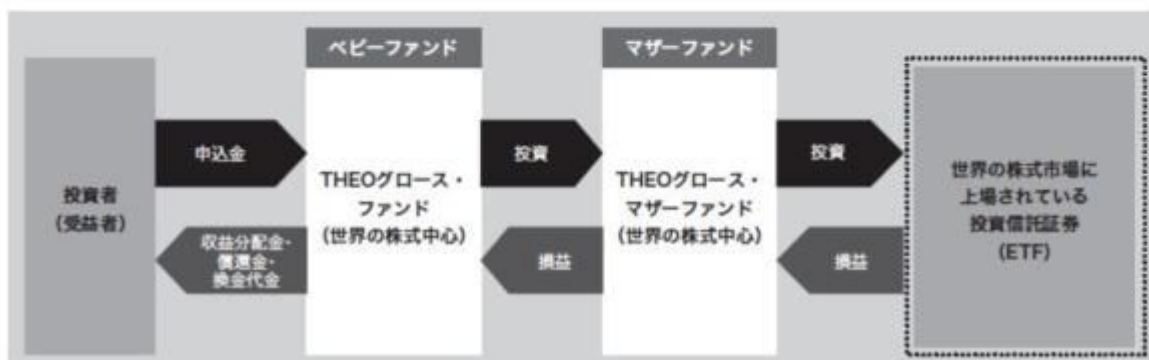 ベビーファンド
マザーファンド
投資者
(受益者)
申込金
収益分配金・
償還金・
換金代金
THEOグロース・
ファンド
(世界の株式中心)
投資
損益
THEOグロース・
マザーファンド
(世界の株式中心)
投資
損益
世界の株式市場に
上場されている
投資信託証券
(ETF)